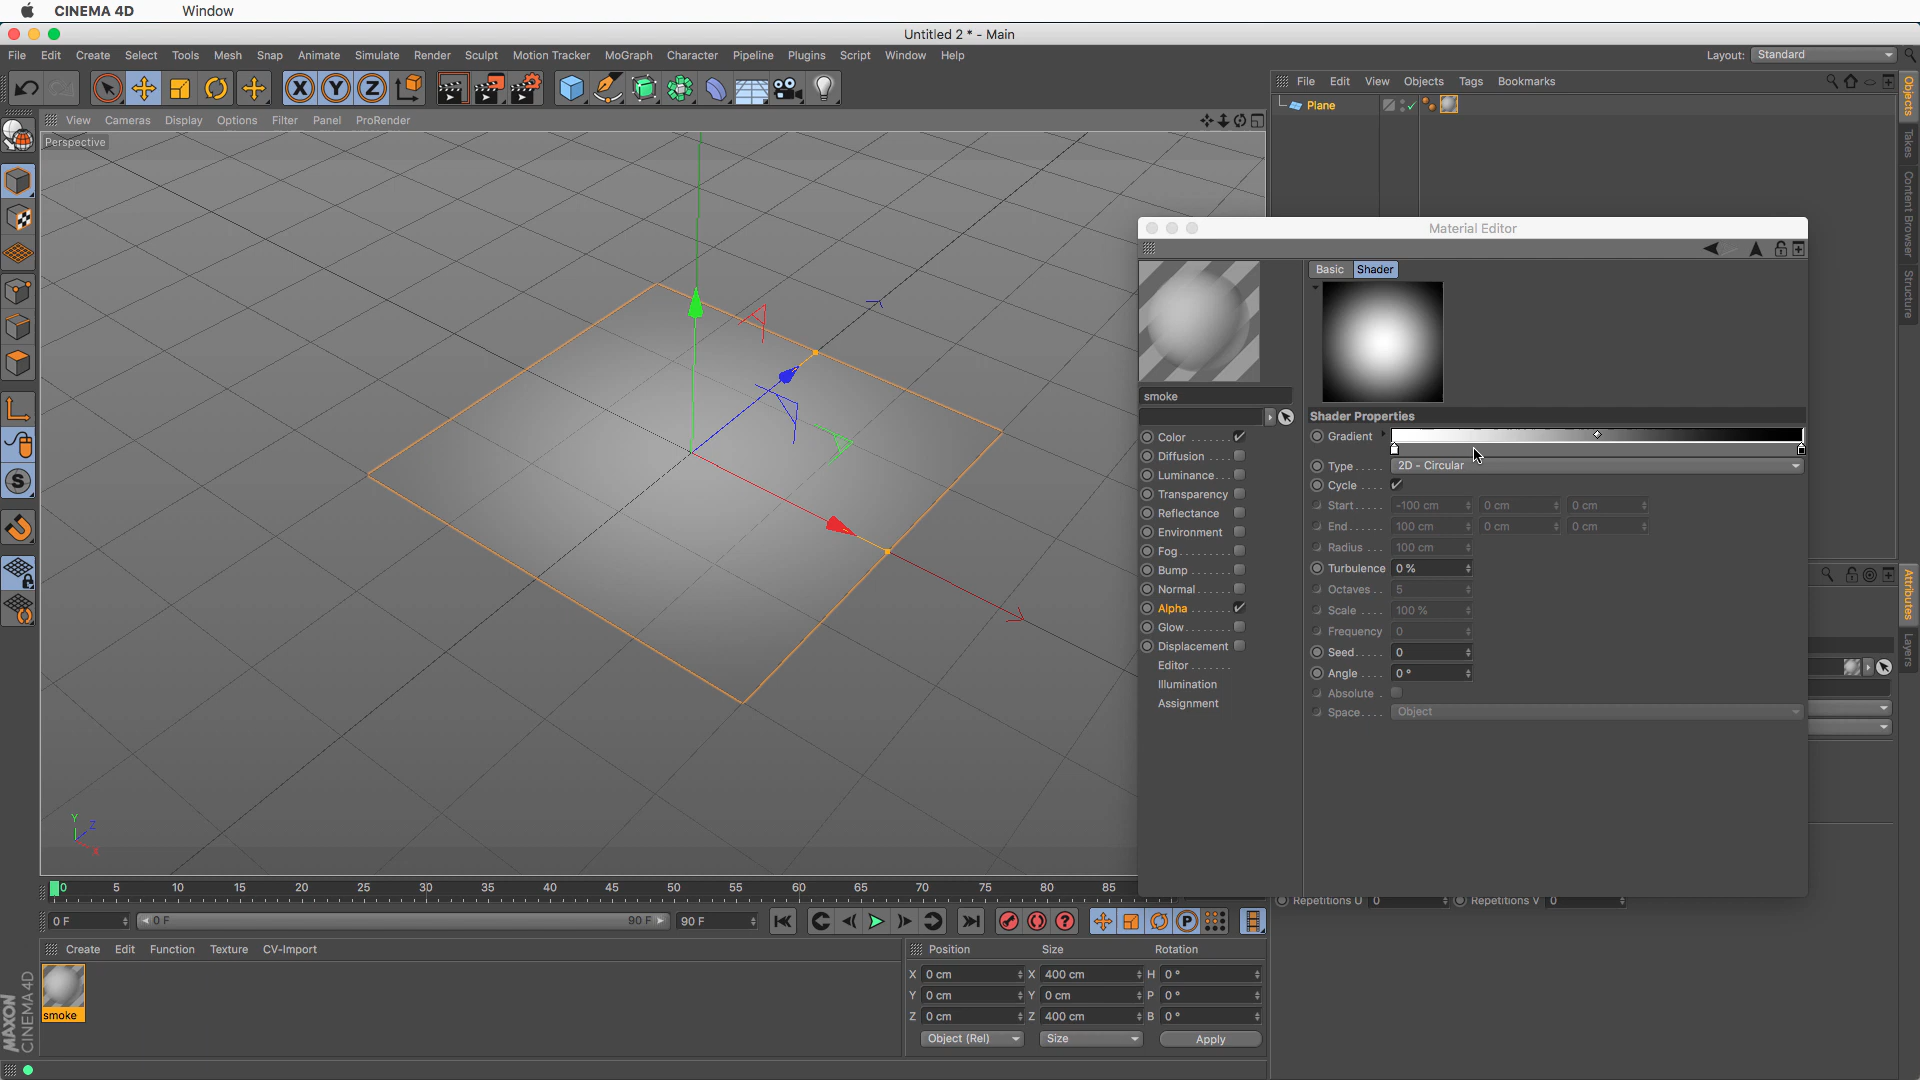 CINEMA 4D Window
Untitled 2 * - Main
File Edit Create Select Tools Mesh Snap Animate Simulate Render Sculpt Motion Tracker MoGraph Character Pipeline Plugins Script Window Help Layout: Standard
File Edit View Objects Tags Bookmarks
Plane
View Cameras Display Options Filter Panel ProRender
Perspective
Objects
Takes
Content Browser
Structure
Attributes
Layers
Material Editor
Basic Shader
smoke
Shader Properties
Color ....... Gradient
Diffusion ....
Luminance... Type ..... 2D - Circular
Transparency Cycle ....
Reflectance Start ...... -100 cm 0 cm 0 cm
Environment End ...... 100 cm 0 cm 0 cm
Fog......... Radius ... 100 cm
Bump ....... Turbulence 0 %
Normal...... Octaves .. 5
Alpha ....... Scale .... 100 %
Glow........ Frequency 0
Displacement Seed..... 0
Editor ....... Angle .... 0 °
Illumination Absolute .
Assignment Space.... Object
Y
Z
X
0 5 10 15 20 25 30 35 40 45 50 55 60 65 70 75 80 85
0 F 0 F 90 F 90 F
Repetitions U 0 Repetitions V 0
Create Edit Function Texture CV-Import
smoke
Position Size Rotation
X 0 cm X 400 cm H 0 °
Y 0 cm Y 0 cm P 0 °
Z 0 cm Z 400 cm B 0 °
Object (Rel) Size Apply
MAXON
CINEMA 4D